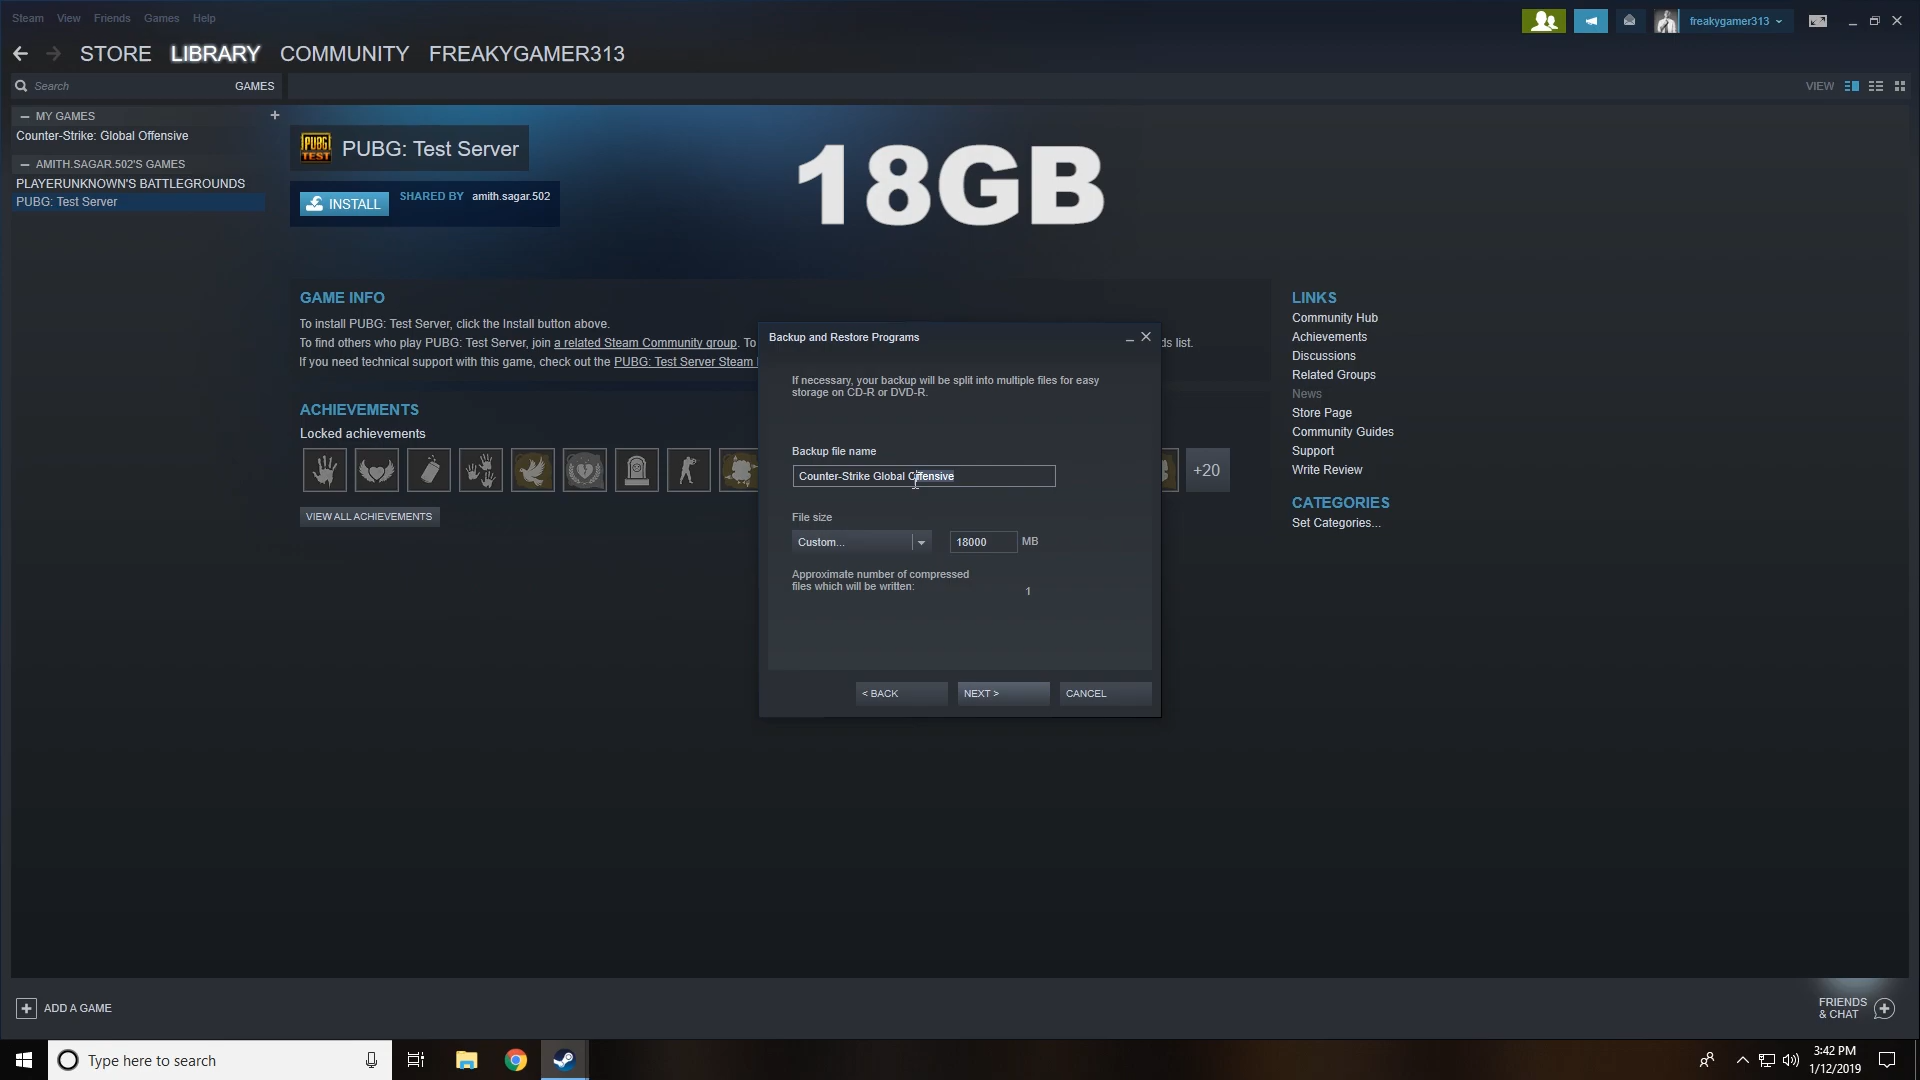 Steam View Friends Games Help
freakygamer313
STORE LIBRARY COMMUNITY FREAKYGAMER313
Search GAMES
VIEW
MY GAMES
Counter-Strike: Global Offensive
AMITH.SAGAR.502'S GAMES
PLAYERUNKNOWN'S BATTLEGROUNDS
PUBG: Test Server
PUBG
TEST
PUBG: Test Server
INSTALL
SHARED BY amith.sagar.502
18GB
GAME INFO
To install PUBG: Test Server, click the Install button above.
To find others who play PUBG: Test Server, join a related Steam Community group. To
ds list.
If you need technical support with this game, check out the PUBG: Test Server Steam
ACHIEVEMENTS
Locked achievements
+20
VIEW ALL ACHIEVEMENTS
Backup and Restore Programs
If necessary, your backup will be split into multiple files for easy
storage on CD-R or DVD-R.
Backup file name
Counter-Strike Global Offensive
File size
Custom...
18000 MB
Approximate number of compressed
files which will be written:
1
< BACK
NEXT >
CANCEL
LINKS
Community Hub
Achievements
Discussions
Related Groups
News
Store Page
Community Guides
Support
Write Review
CATEGORIES
Set Categories...
ADD A GAME
FRIENDS
& CHAT
Type here to search
3:42 PM
1/12/2019